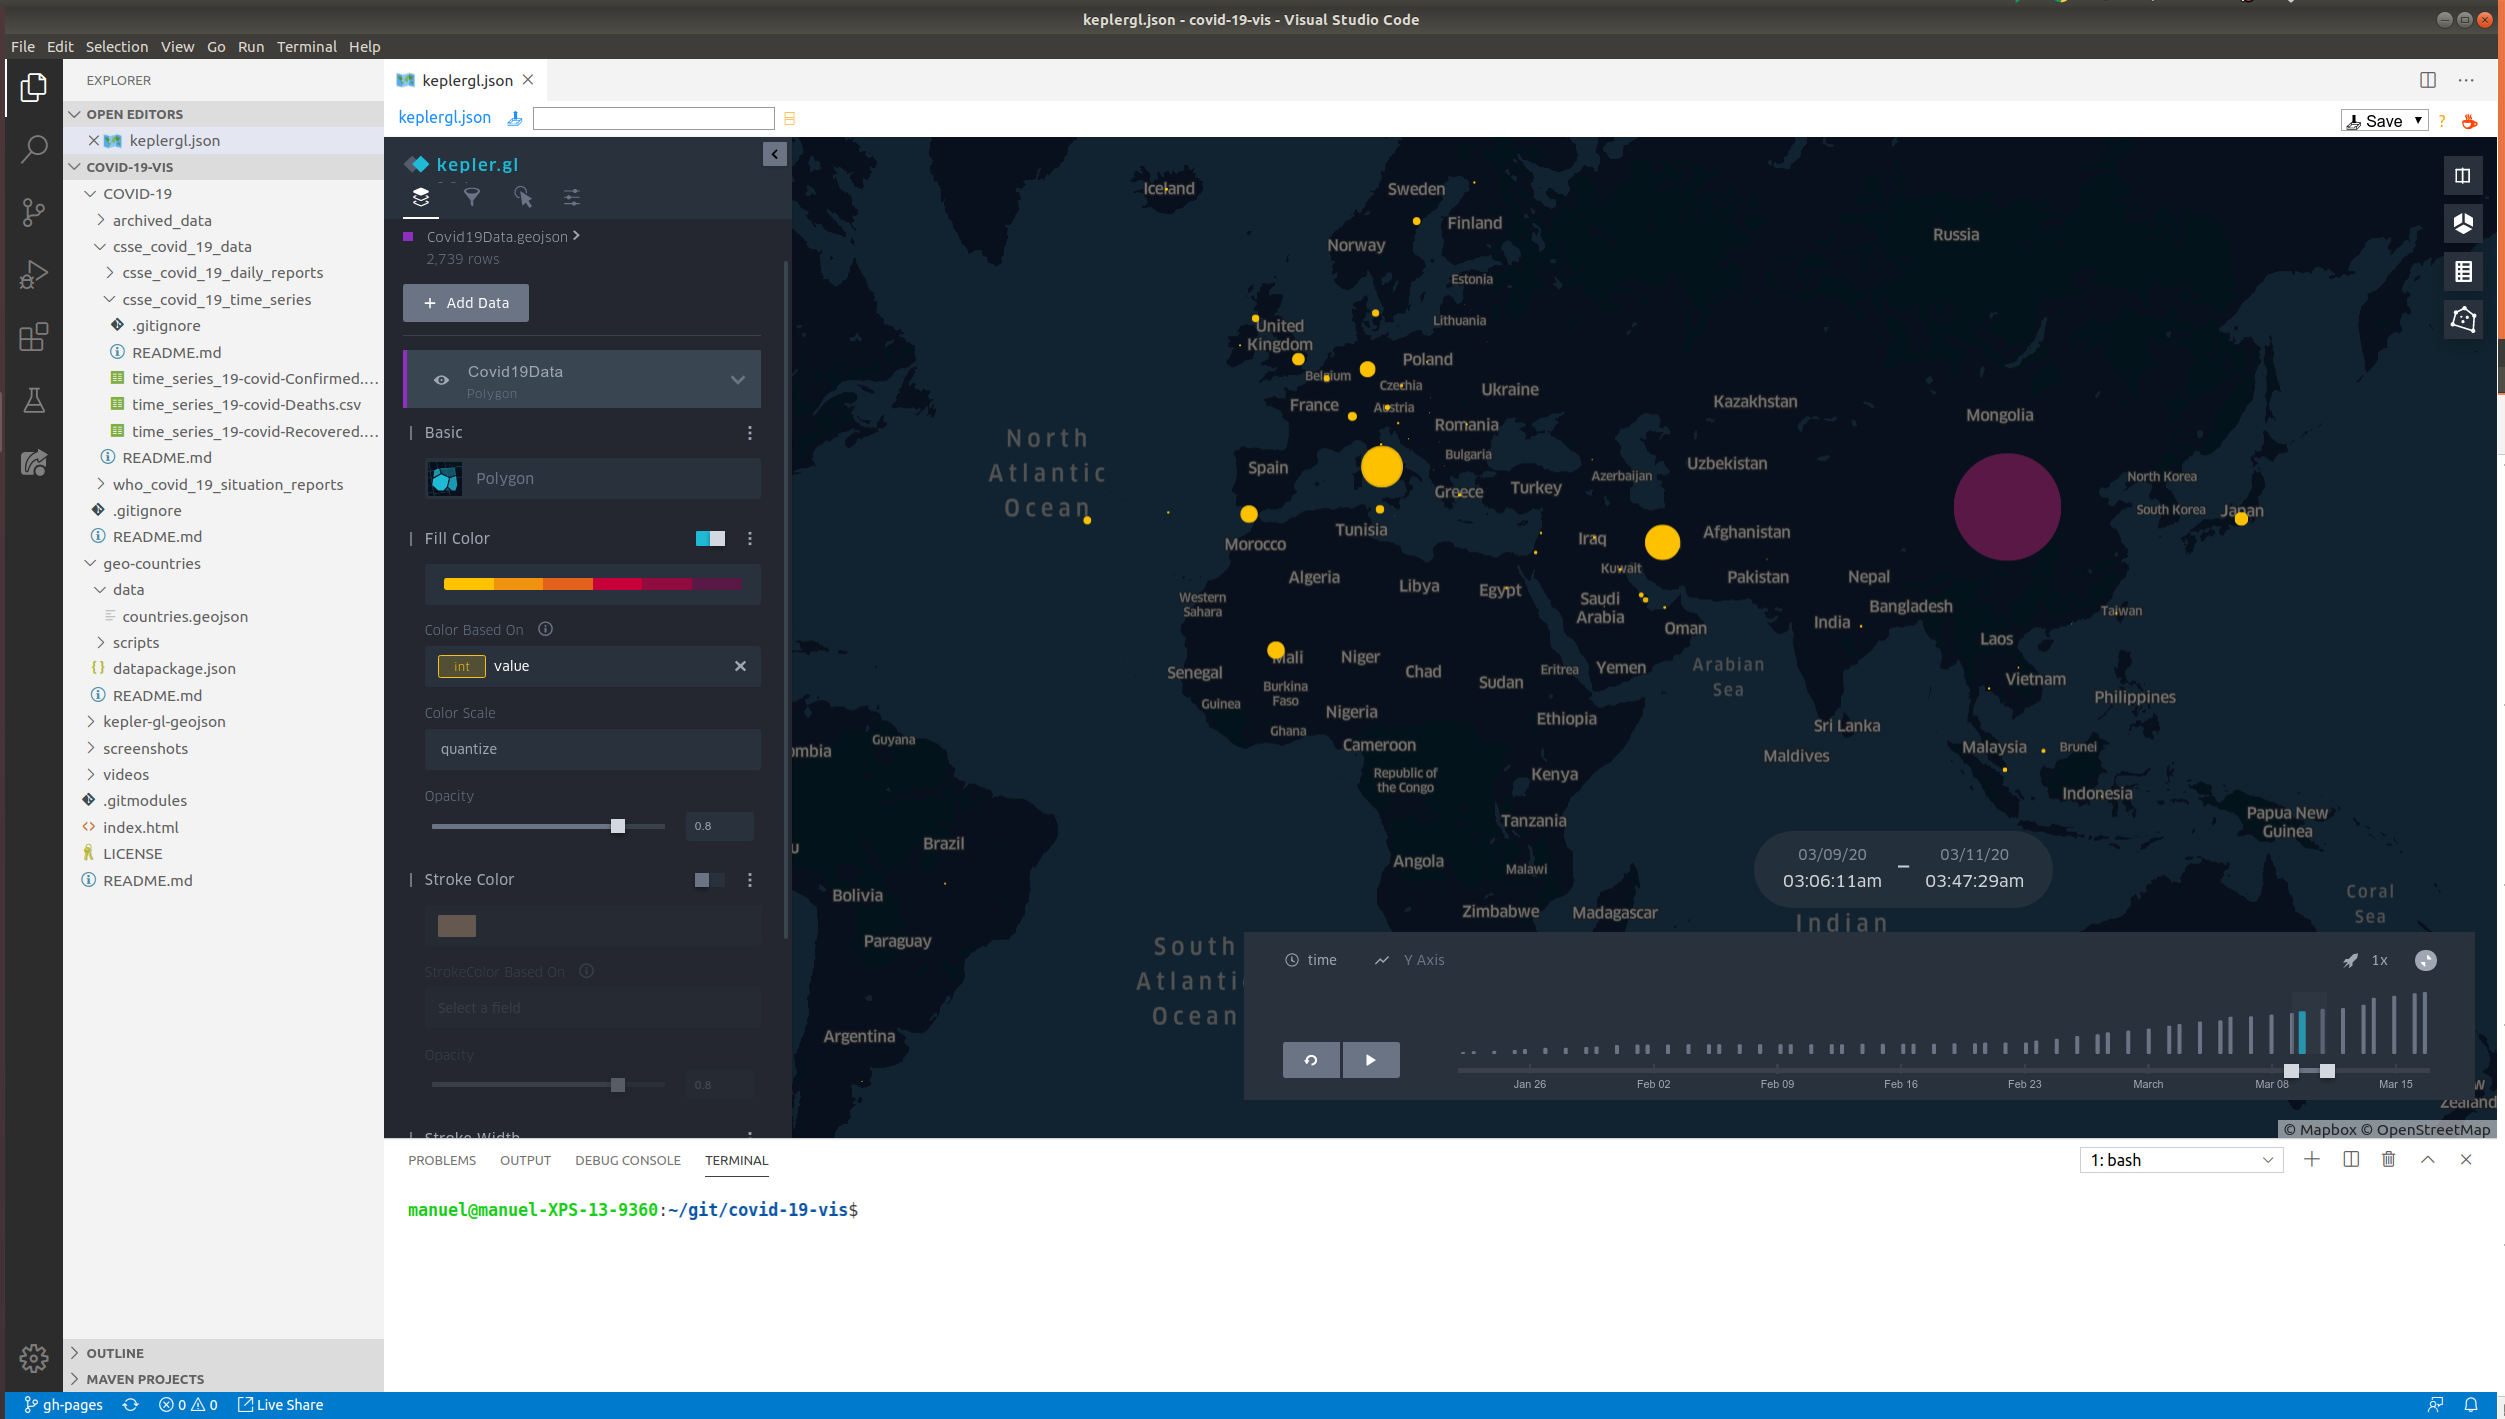 keplergl.json - covid-19-vis - Visual Studio Code
File Edit Selection View Go Run Terminal Help
EXPLORER
OPEN EDITORS
keplergl.json
COVID-19-VIS
COVID-19
archived_data
csse_covid_19_data
csse_covid_19_daily_reports
csse_covid_19_time_series
.gitignore
README.md
time_series_19-covid-Confirmed....
time_series_19-covid-Deaths.csv
time_series_19-covid-Recovered....
README.md
who_covid_19_situation_reports
.gitignore
README.md
geo-countries
data
countries.geojson
scripts
datapackage.json
README.md
kepler-gl-geojson
screenshots
videos
.gitmodules
index.html
LICENSE
README.md
OUTLINE
MAVEN PROJECTS
keplergl.json
keplergl.json
Save
?
kepler.gl
Covid19Data.geojson
2,739 rows
+ Add Data
Covid19Data
Polygon
Basic
Polygon
Fill Color
Color Based On
int value
Color Scale
quantize
Opacity
0.8
Stroke Color
StrokeColor Based On
Select a field
Opacity
0.8
Stroke Width
Iceland
Sweden
Finland
Norway
Russia
Estonia
Lithuania
United
Kingdom
Poland
Belgium
Czechia
Ukraine
France
Austria
Kazakhstan
Mongolia
Romania
North
Atlantic
Ocean
Spain
Bulgaria
Uzbekistan
Azerbaijan
North Korea
Greece
Turkey
South Korea
Japan
Tunisia
Morocco
Iraq
Afghanistan
Kuwait
Algeria
Libya
Egypt
Pakistan
Nepal
Western
Sahara
Saudi
Arabia
Bangladesh
Taiwan
India
Oman
Laos
Mali
Niger
Chad
Senegal
Sudan
Eritrea
Yemen
Arabian
Sea
Vietnam
Burkina
Faso
Guinea
Philippines
Nigeria
Ethiopia
Ghana
Sri Lanka
Guyana
ombia
Cameroon
Malaysia
Brunei
Maldives
Republic of
the Congo
Kenya
Indonesia
Tanzania
Papua New
Guinea
Brazil
Angola
Malawi
Bolivia
Zimbabwe
Madagascar
Coral
Sea
Indian
Paraguay
South
Atlantic
Ocean
Argentina
Zealand
03/09/20
03:06:11am
–
03/11/20
03:47:29am
time
Y Axis
1x
Jan 26
Feb 02
Feb 09
Feb 16
Feb 23
March
Mar 08
Mar 15
© Mapbox © OpenStreetMap
PROBLEMS OUTPUT DEBUG CONSOLE TERMINAL
1: bash
manuel@manuel-XPS-13-9360:~/git/covid-19-vis$
gh-pages
0
0
Live Share